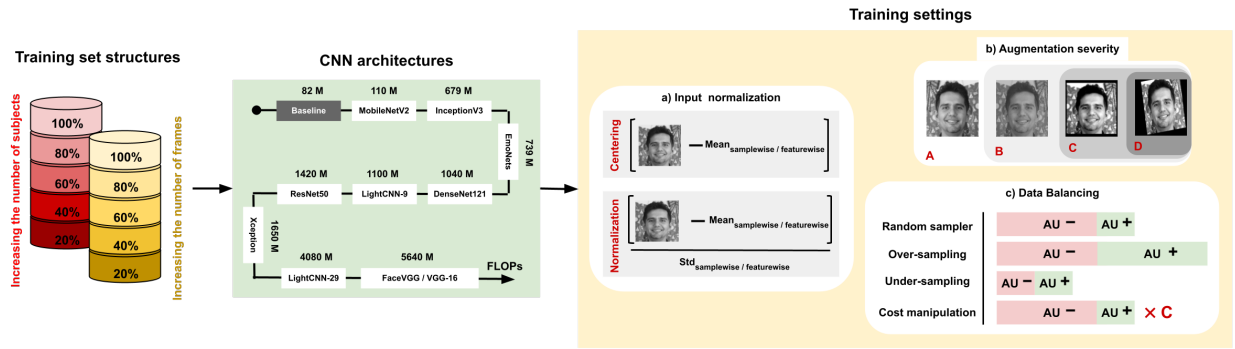 Training settings
Training set structures
CNN architectures
Increasing the number of subjects
100%
80%
60%
40%
20%
100%
80%
60%
40%
20%
Increasing the number of frames
82 M
110 M
679 M
Baseline
MobileNetV2
InceptionV3
EmoNets
739 M
1420 M
1100 M
1040 M
ResNet50
LightCNN-9
DenseNet121
Xception
1650 M
4080 M
5640 M
LightCNN-29
FaceVGG / VGG-16
FLOPs
a) Input normalization
Centering
— Mean samplewise / featurewise
Normalization
— Mean samplewise / featurewise
Std samplewise / featurewise
b) Augmentation severity
A
B
C
D
c) Data Balancing
Random sampler
AU − AU +
Over-sampling
AU − AU +
Under-sampling
AU − AU +
Cost manipulation
AU − AU + × C